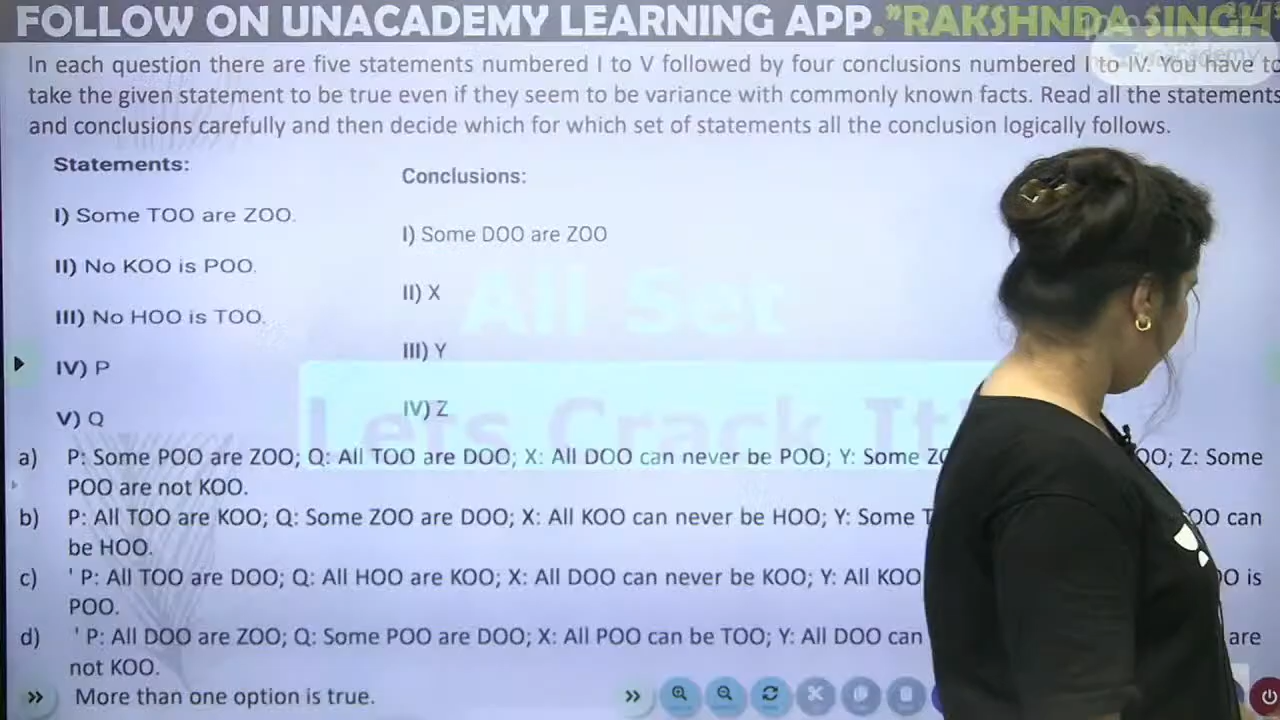 FOLLOW ON UNACADEMY LEARNING APP."RAKSHNDA SINGH"
In each question there are five statements numbered I to V followed by four conclusions numbered I to IV. You have to
take the given statement to be true even if they seem to be variance with commonly known facts. Read all the statements
and conclusions carefully and then decide which for which set of statements all the conclusion logically follows.
Statements:
Conclusions:
I) Some TOO are ZOO.
I) Some DOO are ZOO
II) No KOO is POO.
II) X
All Set
III) No HOO is TOO.
III) Y
IV) P
IV) Z
Lets Crack It!
V) Q
a) P: Some POO are ZOO; Q: All TOO are DOO; X: All DOO can never be POO; Y: Some OO; Z: Some
POO are not KOO.
b) P: All TOO are KOO; Q: Some ZOO are DOO; X: All KOO can never be HOO; Y: Some OO can
be HOO.
c) ' P: All TOO are DOO; Q: All HOO are KOO; X: All DOO can never be KOO; Y: All KOO is
POO.
d) ' P: All DOO are ZOO; Q: Some POO are DOO; X: All POO can be TOO; Y: All DOO can are
not KOO.
More than one option is true.